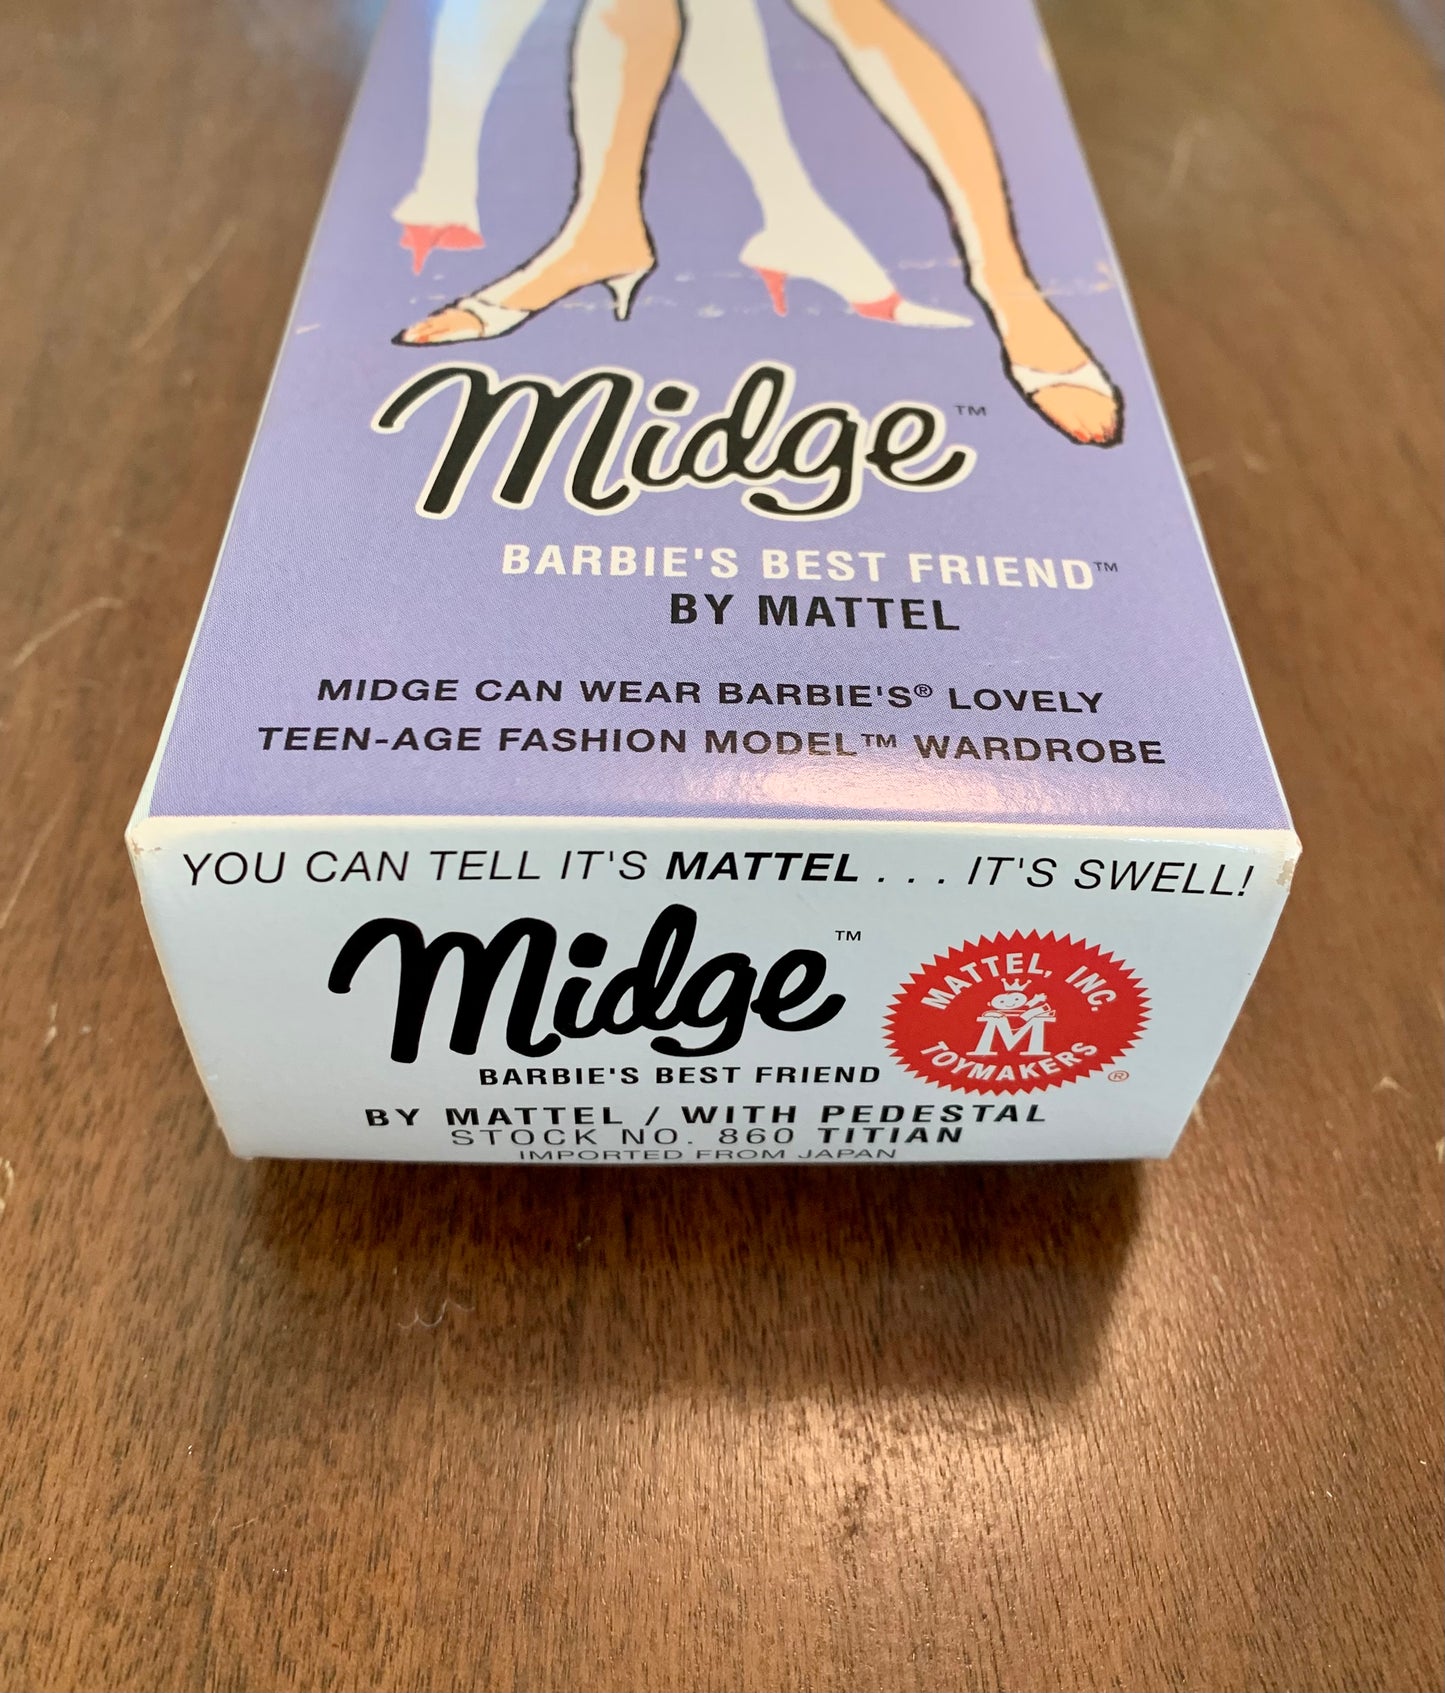 Midge™
BARBIE'S BEST FRIEND™
BY MATTEL
MIDGE CAN WEAR BARBIE'S® LOVELY
TEEN-AGE FASHION MODEL™ WARDROBE
YOU CAN TELL IT'S MATTEL . . . IT'S SWELL!
Midge™
BARBIE'S BEST FRIEND
MATTEL, INC.
M
TOYMAKERS
®
BY MATTEL / WITH PEDESTAL
STOCK NO. 860 TITIAN
IMPORTED FROM JAPAN